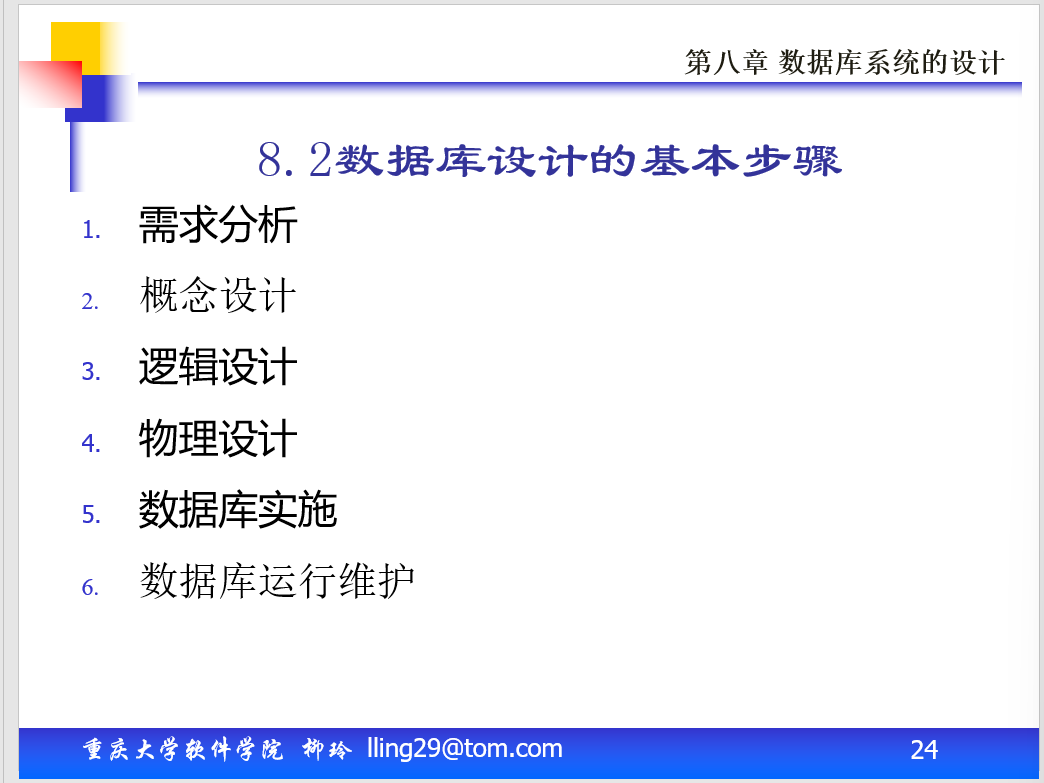 第八章 数据库系统的设计
8.2数据库设计的基本步骤
1. 需求分析
2. 概念设计
3. 逻辑设计
4. 物理设计
5. 数据库实施
6. 数据库运行维护
重庆大学软件学院 柳玲 lling29@tom.com 24